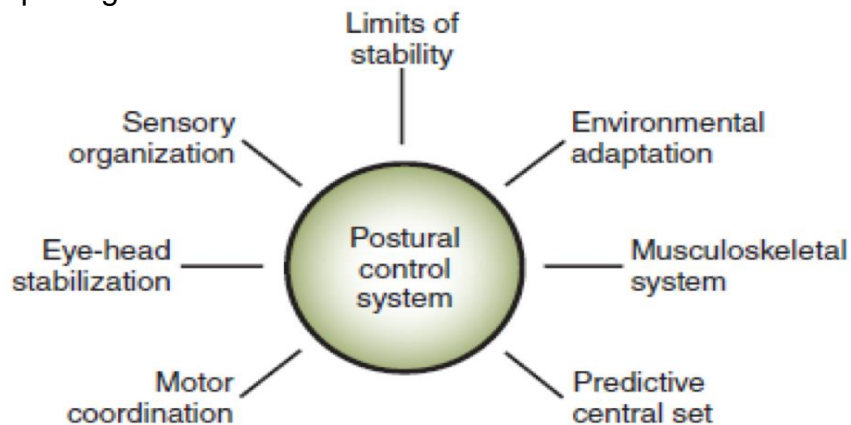 Limits of
stability
Sensory
organization
Environmental
adaptation
Eye-head
stabilization
Postural
control
system
Musculoskeletal
system
Motor
coordination
Predictive
central set